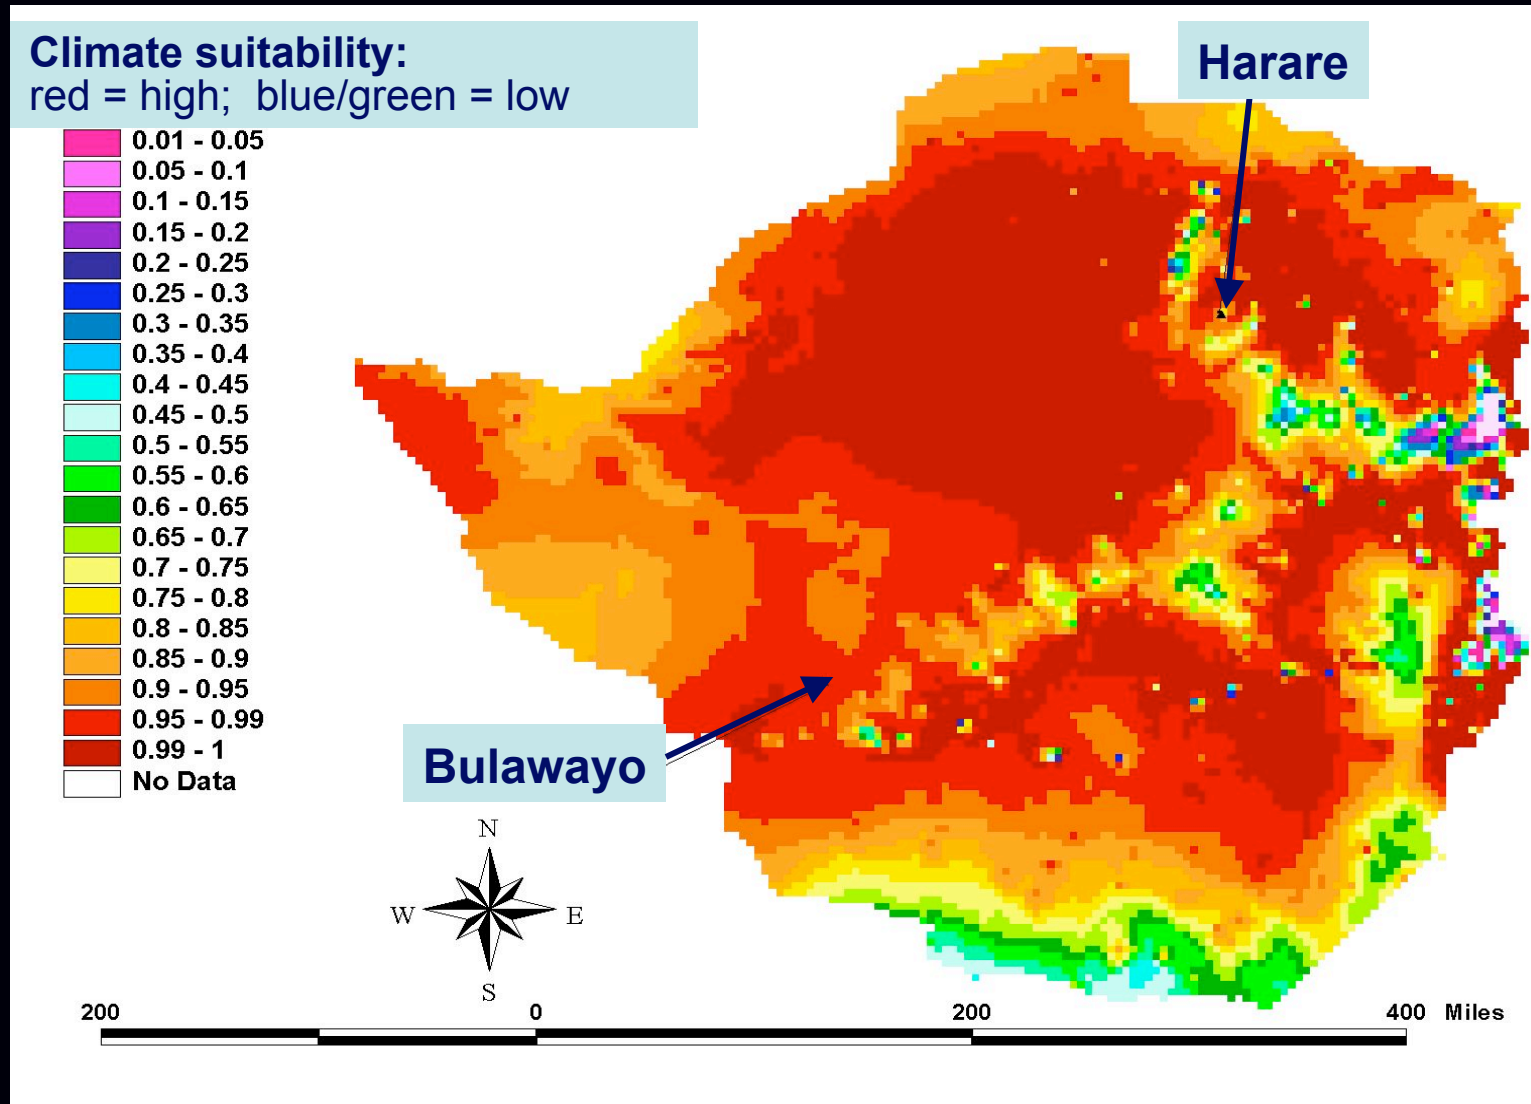 Climate suitability:
red = high; blue/green = low
Harare
0.01 - 0.05
0.05 - 0.1
0.1 - 0.15
0.15 - 0.2
0.2 - 0.25
0.25 - 0.3
0.3 - 0.35
0.35 - 0.4
0.4 - 0.45
0.45 - 0.5
0.5 - 0.55
0.55 - 0.6
0.6 - 0.65
0.65 - 0.7
0.7 - 0.75
0.75 - 0.8
0.8 - 0.85
0.85 - 0.9
0.9 - 0.95
0.95 - 0.99
0.99 - 1
No Data
Bulawayo
N
W E
S
200 0 200 400 Miles